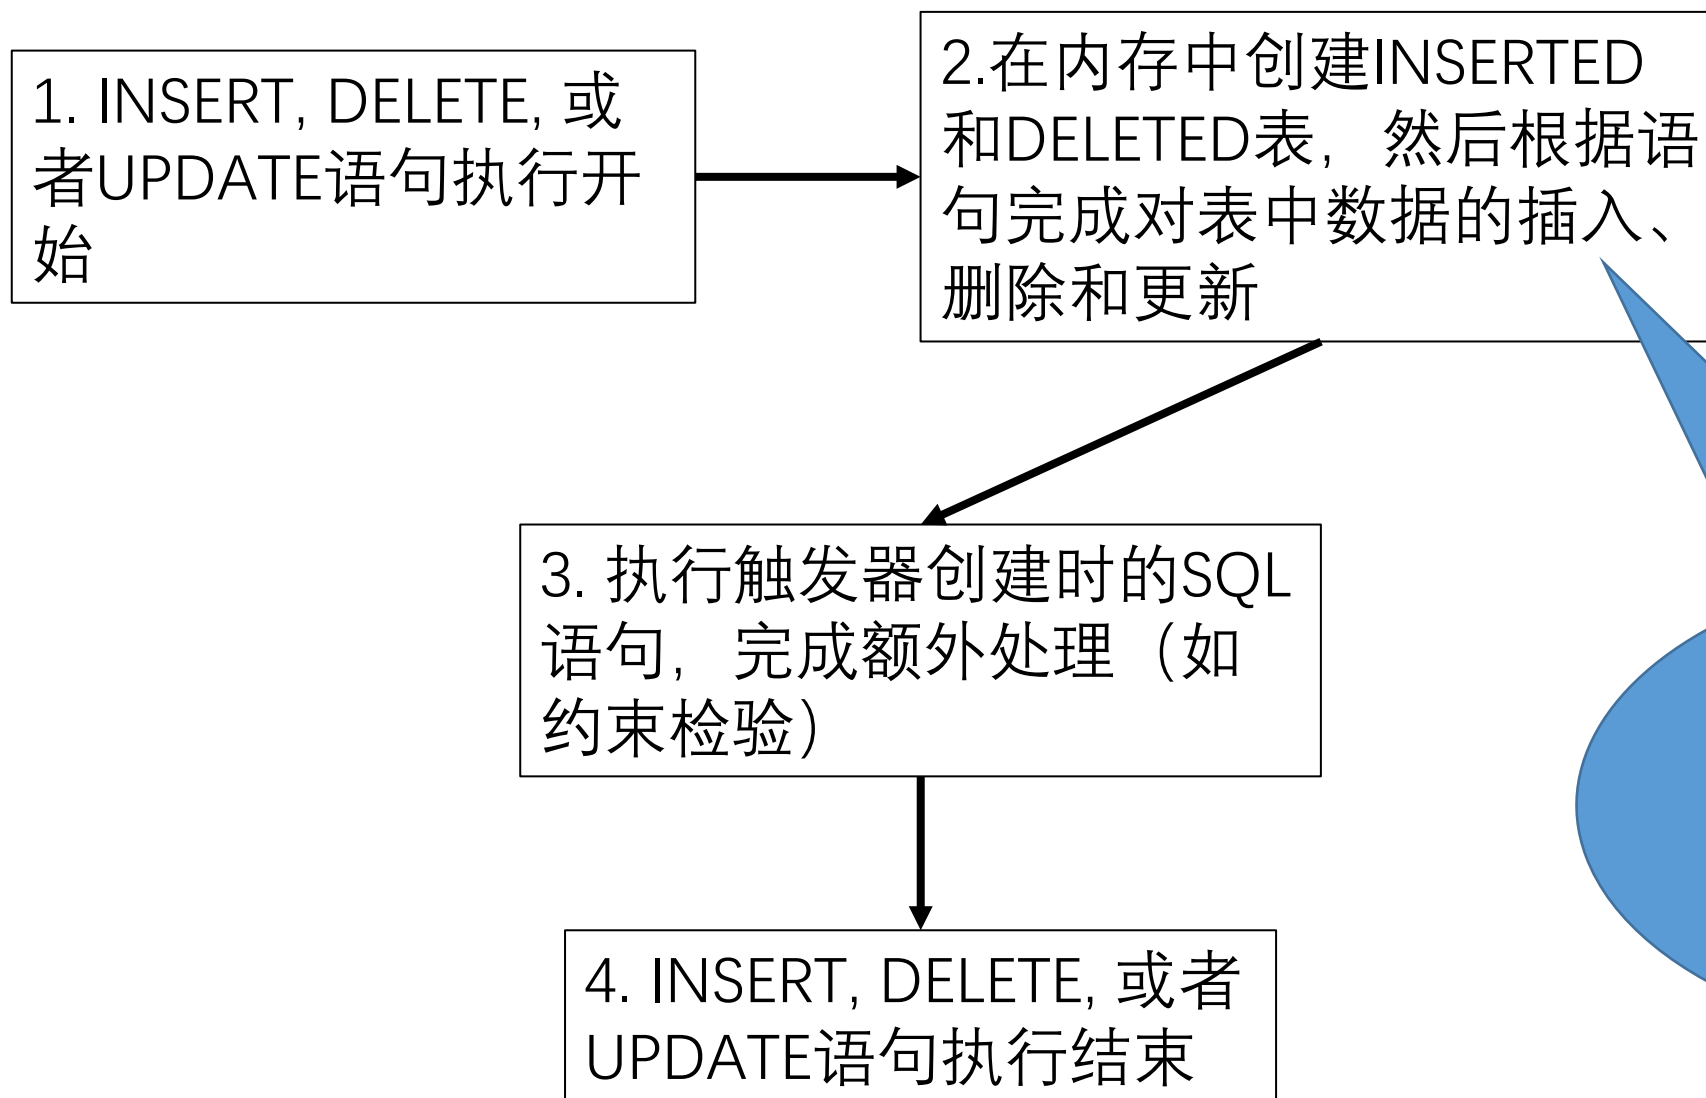 1. INSERT, DELETE, 或
者UPDATE语句执行开
始
2.在内存中创建INSERTED
和DELETED表，然后根据语
句完成对表中数据的插入、
删除和更新
3. 执行触发器创建时的SQL
语句，完成额外处理（如
约束检验）
4. INSERT, DELETE, 或者
UPDATE语句执行结束